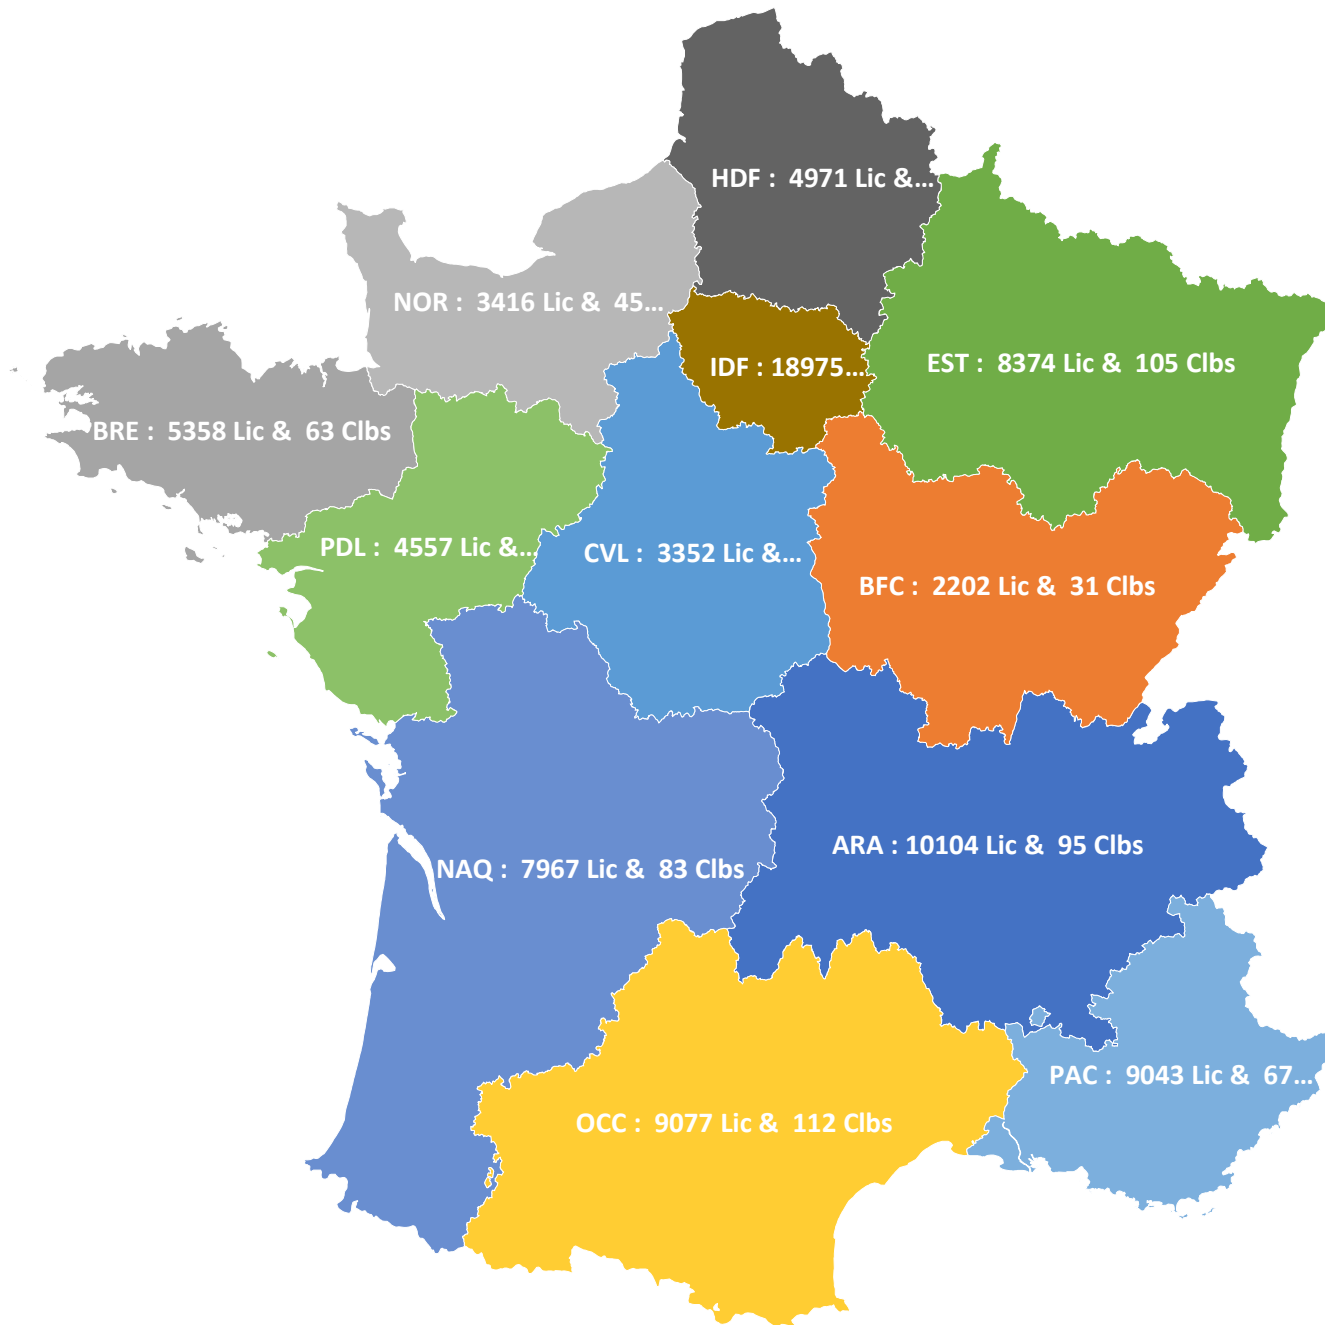 HDF :  4971 Lic &...
NOR :  3416 Lic &  45...
IDF : 18975...
EST :  8374 Lic &  105 Clbs
BRE :  5358 Lic &  63 Clbs
PDL :  4557 Lic &...
CVL :  3352 Lic &...
BFC :  2202 Lic &  31 Clbs
ARA : 10104 Lic &  95 Clbs
NAQ :  7967 Lic &  83 Clbs
PAC :  9043 Lic &  67...
OCC :  9077 Lic &  112 Clbs